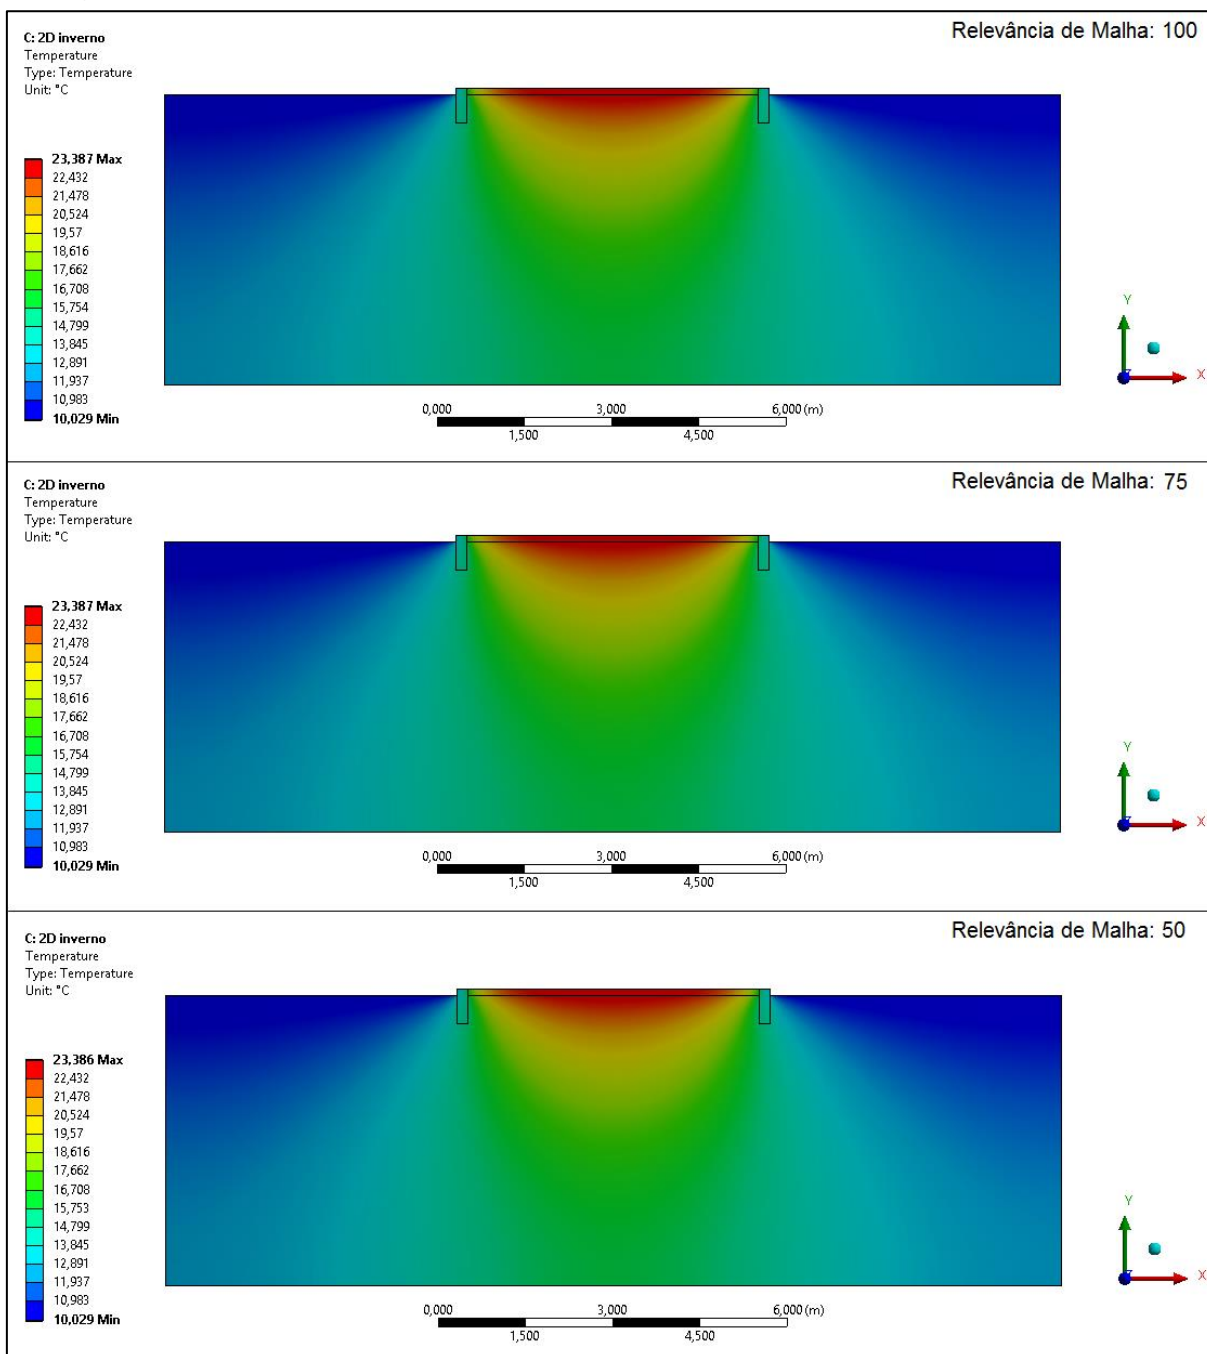 Relevância de Malha: 100
C: 2D inverno
Temperature
Type: Temperature
Unit: °C
23,387 Max
22,432
21,478
20,524
19,57
18,616
17,662
16,708
15,754
14,799
13,845
12,891
11,937
10,983
10,029 Min
Y
X
0,000 3,000 6,000 (m)
1,500 4,500
Relevância de Malha: 75
C: 2D inverno
Temperature
Type: Temperature
Unit: °C
23,387 Max
22,432
21,478
20,524
19,57
18,616
17,662
16,708
15,754
14,799
13,845
12,891
11,937
10,983
10,029 Min
Y
X
0,000 3,000 6,000 (m)
1,500 4,500
Relevância de Malha: 50
C: 2D inverno
Temperature
Type: Temperature
Unit: °C
23,386 Max
22,432
21,478
20,524
19,57
18,616
17,662
16,708
15,753
14,799
13,845
12,891
11,937
10,983
10,029 Min
Y
X
0,000 3,000 6,000 (m)
1,500 4,500